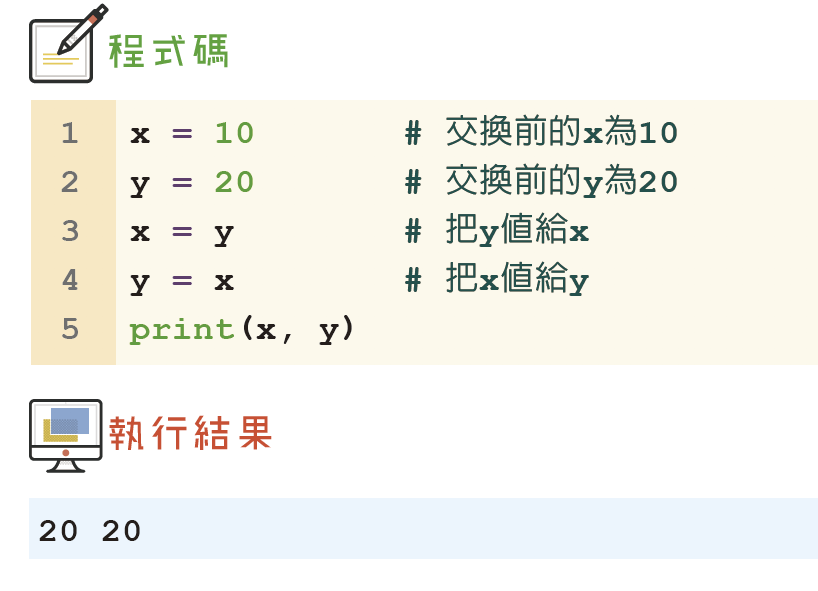 程式碼
1 x = 10 # 交換前的x為10
2 y = 20 # 交換前的y為20
3 x = y # 把y值給x
4 y = x # 把x值給y
5 print(x, y)
執行結果
20 20